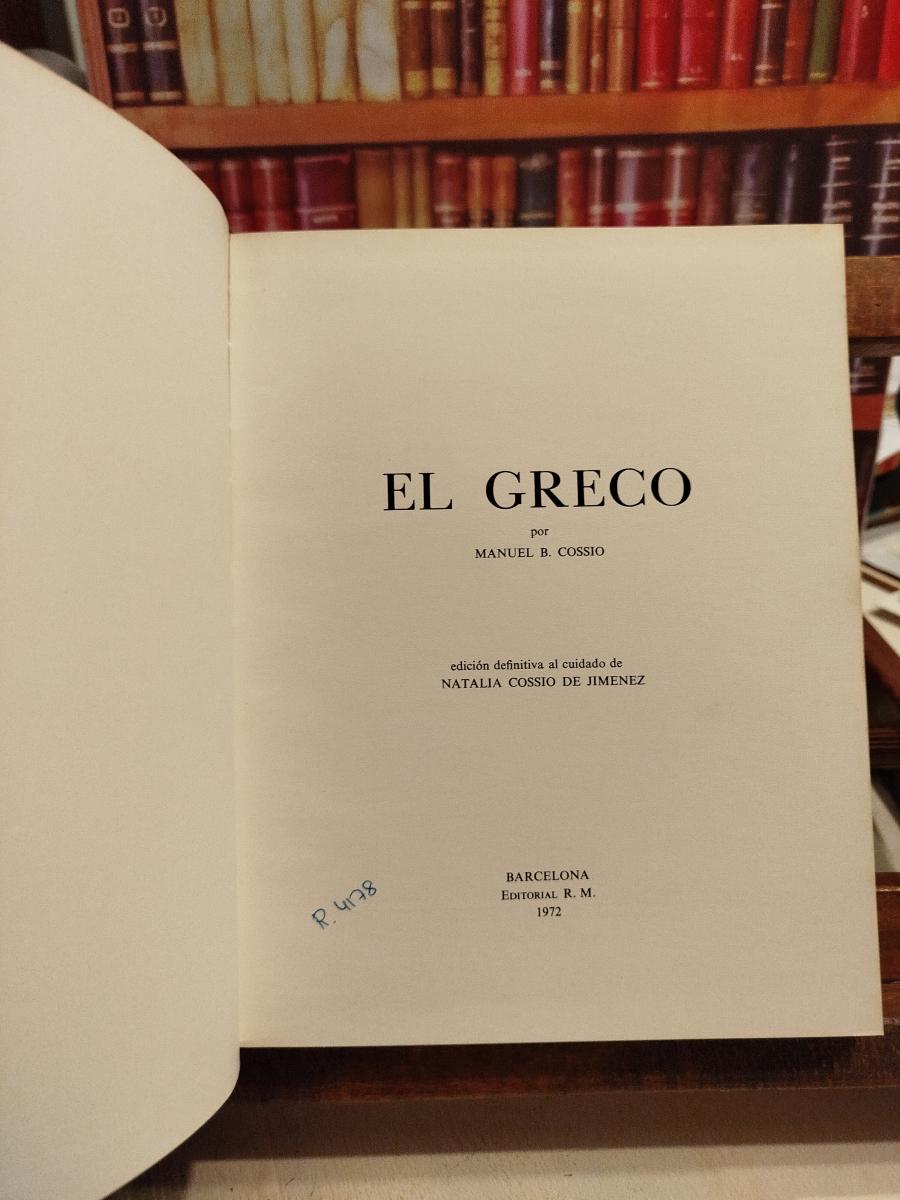 EL GRECO
por
MANUEL B. COSSIO
edición definitiva al cuidado de
NATALIA COSSIO DE JIMENEZ
R. 4178
BARCELONA
EDITORIAL R. M.
1972